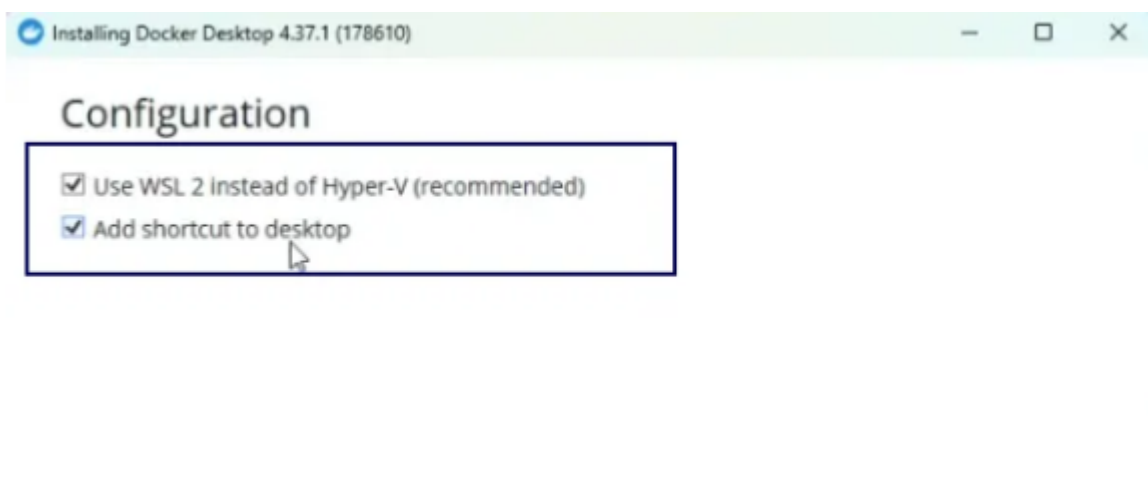 Installing Docker Desktop 4.37.1 (178610)
Configuration
Use WSL 2 instead of Hyper-V (recommended)
Add shortcut to desktop